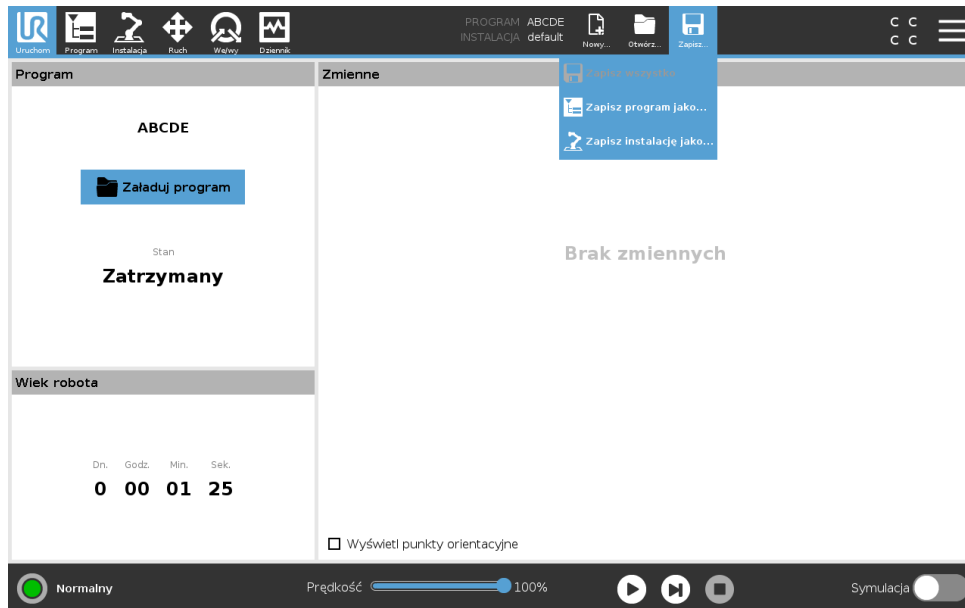 PROGRAM ABCDE
INSTALACJA default
Uruchom Program Instalacja Ruch We/wy Dziennik Nowy... Otwórz... Zapisz...
C C
C C
Program
Zmienne
Zapisz wszystko
Zapisz program jako...
Zapisz instalację jako...
ABCDE
Załaduj program
Stan
Zatrzymany
Brak zmiennych
Wiek robota
Dn. Godz. Min. Sek.
0 00 01 25
Wyświetl punkty orientacyjne
Normalny
Prędkość 100%
Symulacja